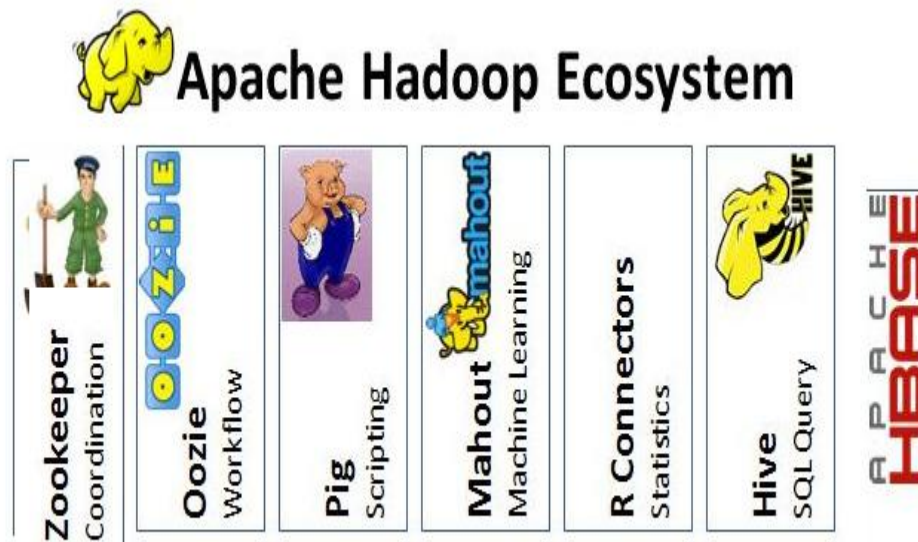 Apache Hadoop Ecosystem
Zookeeper
Coordination
OOZiE
Oozie
Workflow
Pig
Scripting
mahout
Mahout
Machine Learning
R Connectors
Statistics
HIVE
Hive
SQL Query
APACHE
HBASE